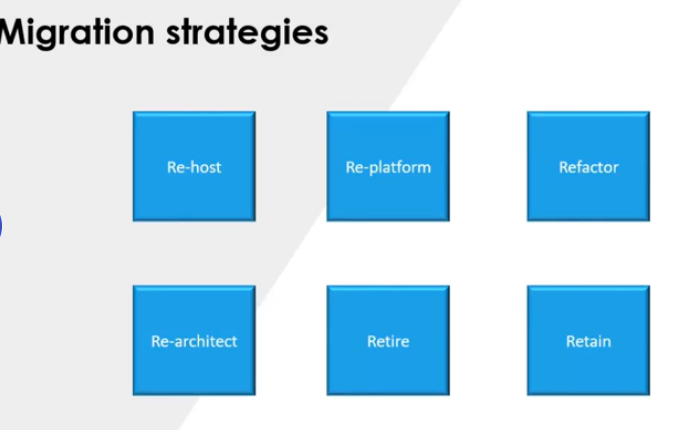 Migration strategies
Re-host
Re-platform
Refactor
Re-architect
Retire
Retain